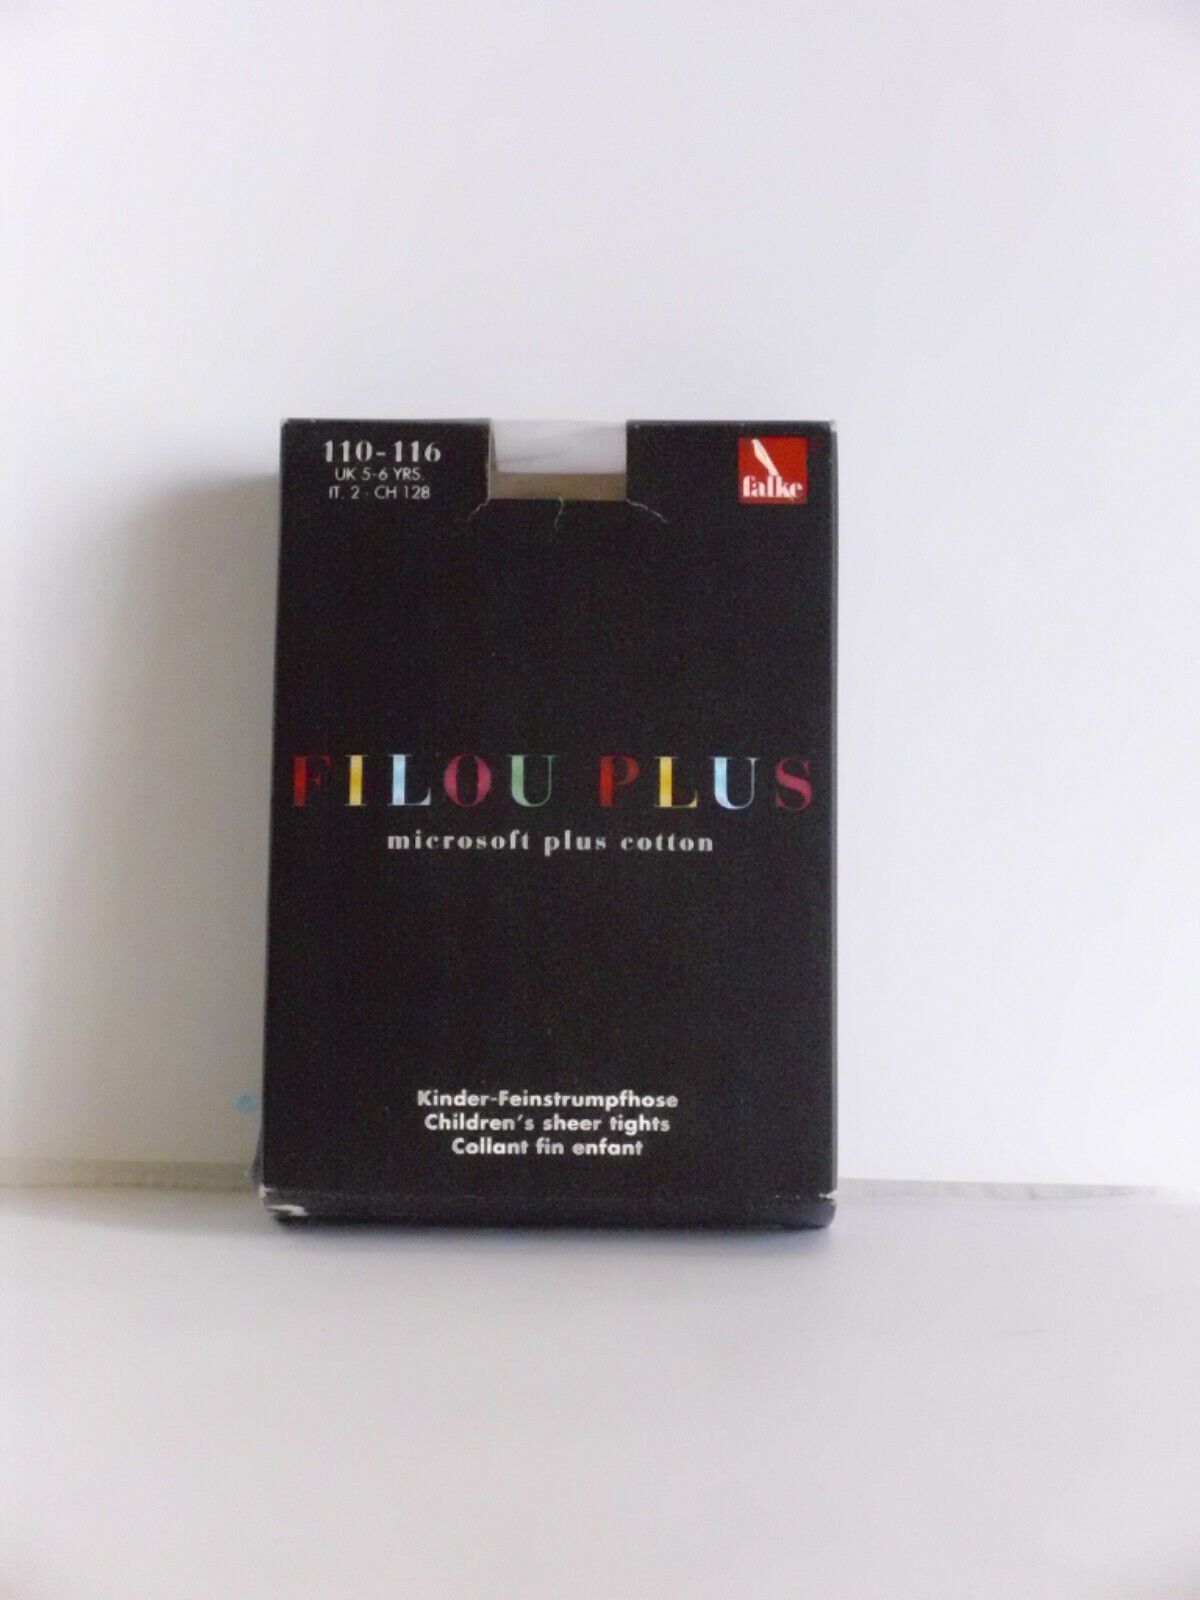 110-116
UK 5-6 YRS.
IT. 2 - CH 128
falke
FILOU PLUS
microsoft plus cotton
Kinder-Feinstrumpfhose
Children's sheer tights
Collant fin enfant